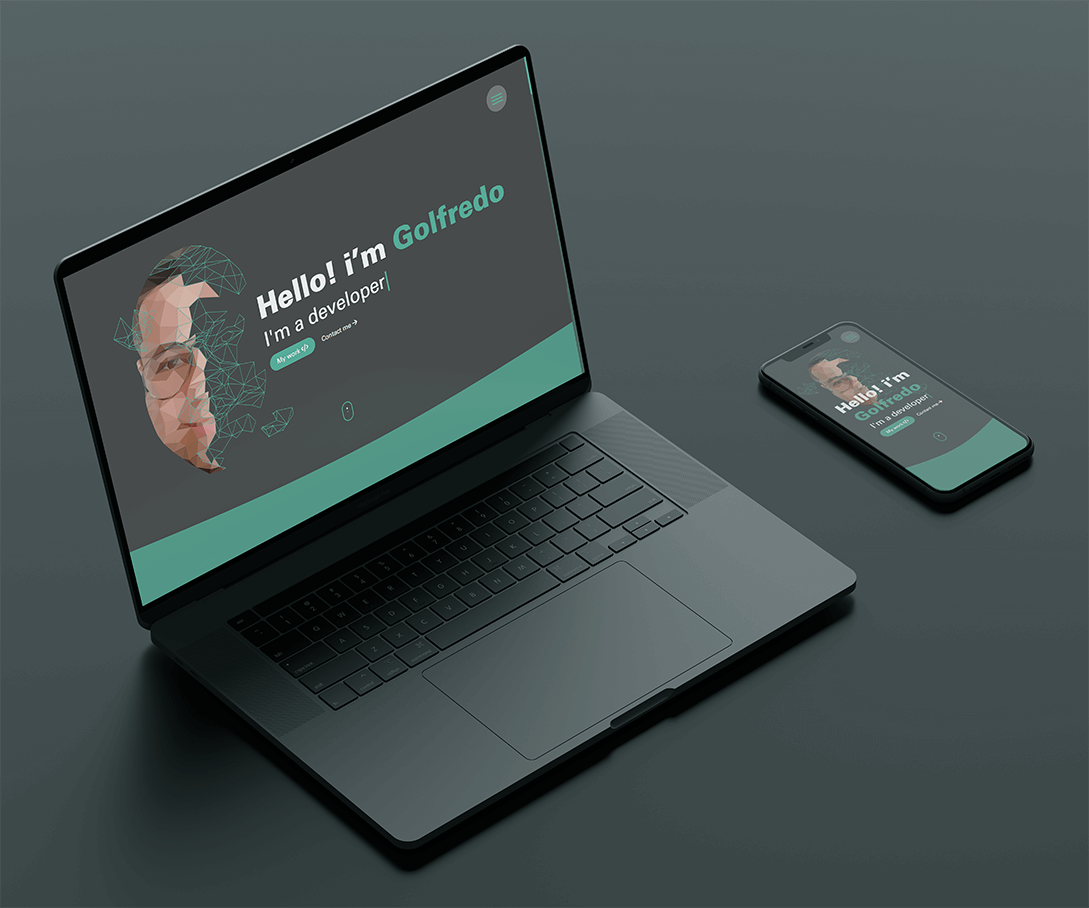 Hello! i'm Golfredo
I'm a developer
My work </>
Contact me →
Hello! i'm
Golfredo
I'm a developer
My work </>
Contact me →